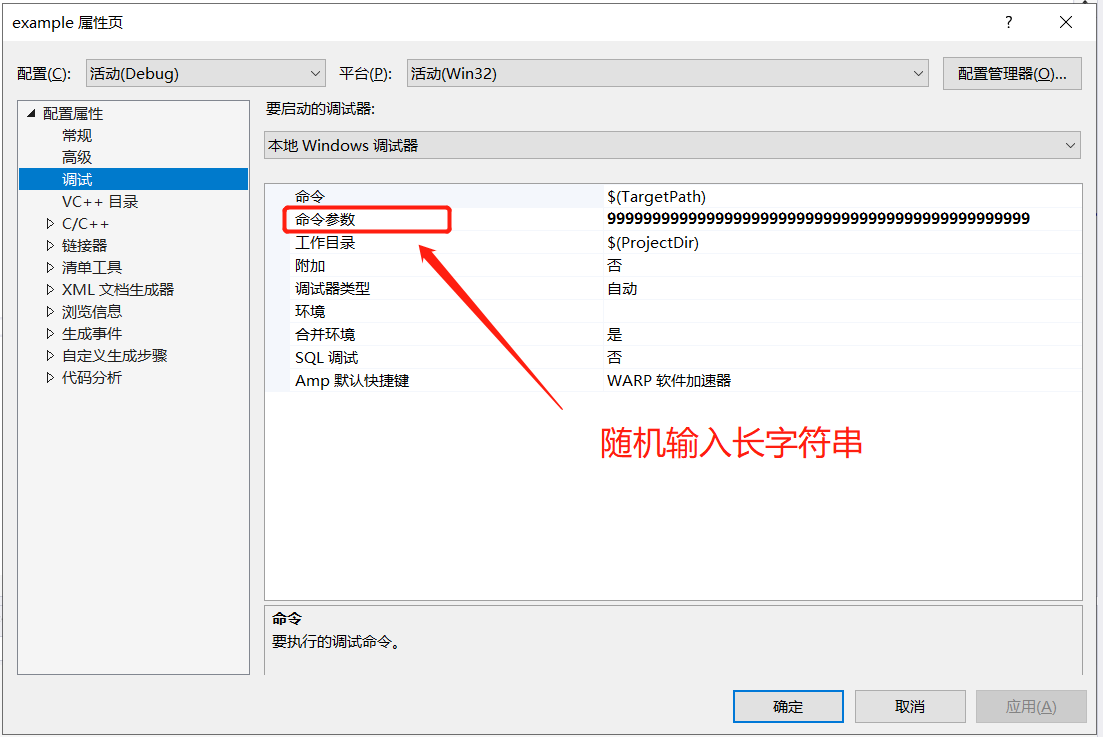 example 属性页
?
配置(C):
活动(Debug)
平台(P):
活动(Win32)
配置管理器(O)...
配置属性
常规
高级
调试
VC++ 目录
C/C++
链接器
清单工具
XML 文档生成器
浏览信息
生成事件
自定义生成步骤
代码分析
要启动的调试器:
本地 Windows 调试器
命令 $(TargetPath)
命令参数 99999999999999999999999999999999999999999999999
工作目录 $(ProjectDir)
附加 否
调试器类型 自动
环境
合并环境 是
SQL 调试 否
Amp 默认快捷键 WARP 软件加速器
随机输入长字符串
命令
要执行的调试命令。
确定
取消
应用(A)